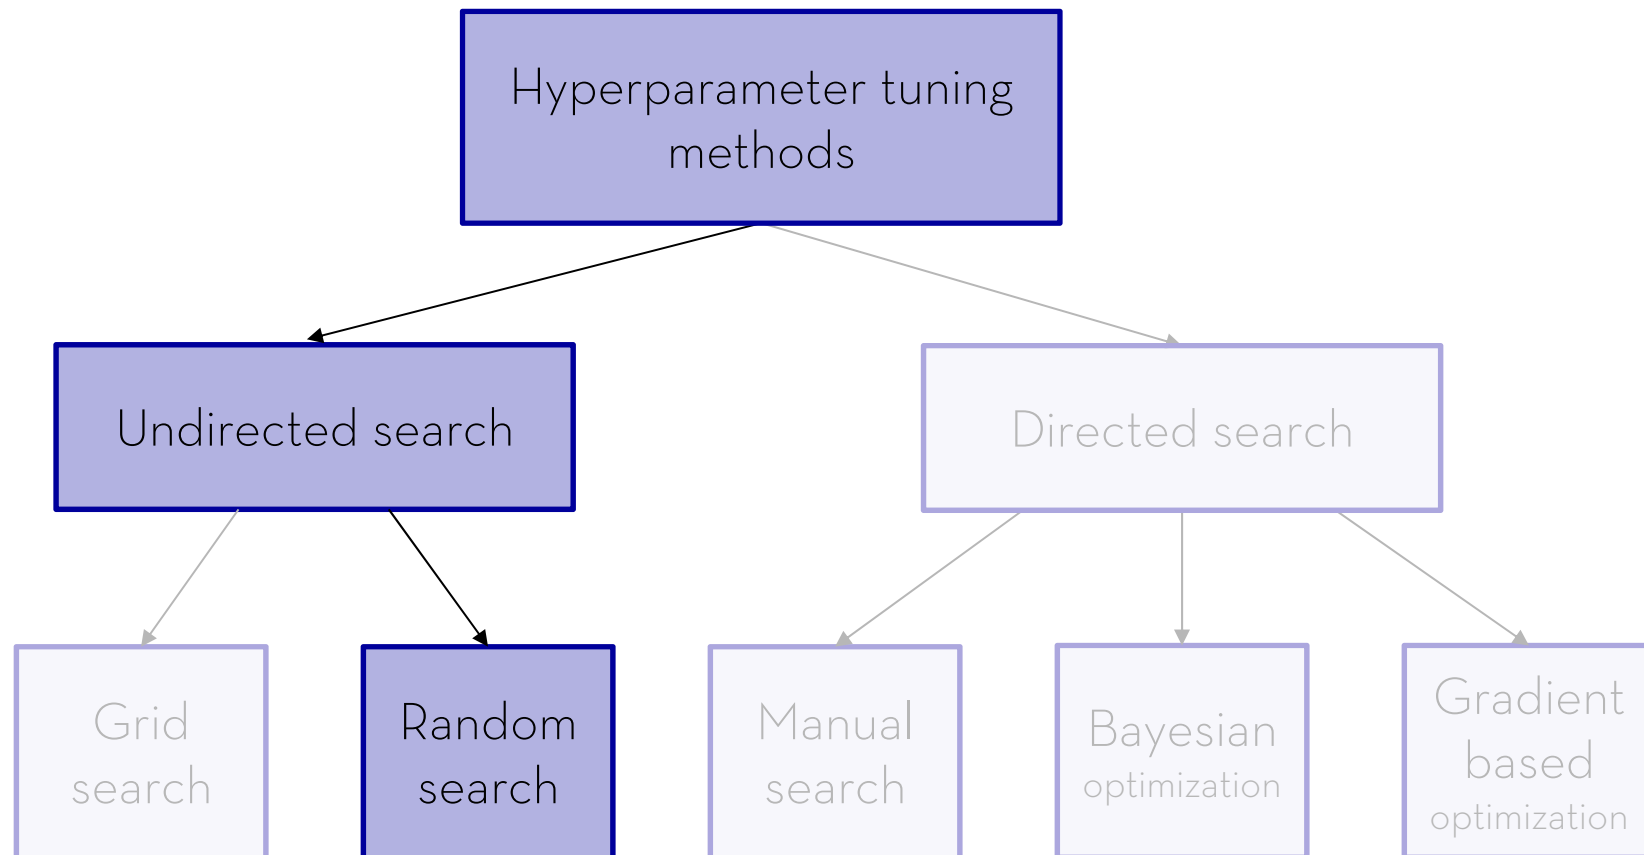 Hyperparameter tuning
methods
Undirected search
Directed search
Grid
search
Random
search
Manual
search
Bayesian
optimization
Gradient
based
optimization